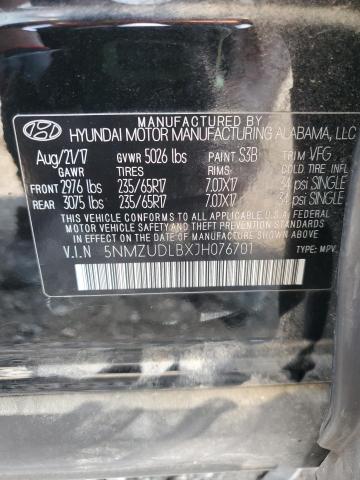 MANUFACTURED BY
HYUNDAI MOTOR MANUFACTURING ALABAMA, LLC
Aug/21/17 GVWR 5026 lbs PAINT S3B TRIM VFG
GAWR TIRES RIMS COLD TIRE INFL
FRONT 2976 lbs 235/65R17 7.0JX17 34 psi SINGLE
REAR 3075 lbs 235/65R17 7.0JX17 34 psi SINGLE
THIS VEHICLE CONFORMS TO ALL APPLICABLE U.S.A. FEDERAL
MOTOR VEHICLE SAFETY AND THEFT PREVENTION STANDARDS
IN EFFECT ON THE DATE OF MANUFACTURE SHOWN ABOVE.
V.I.N 5NMZUDLBXJH076701 TYPE: MPV